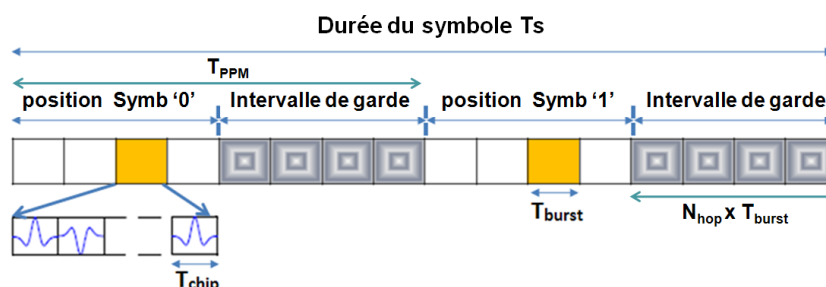 Durée du symbole Ts
TPPM
position Symb ‘0’ Intervalle de garde position Symb ‘1’ Intervalle de garde
Tburst
Nhop x Tburst
Tchip